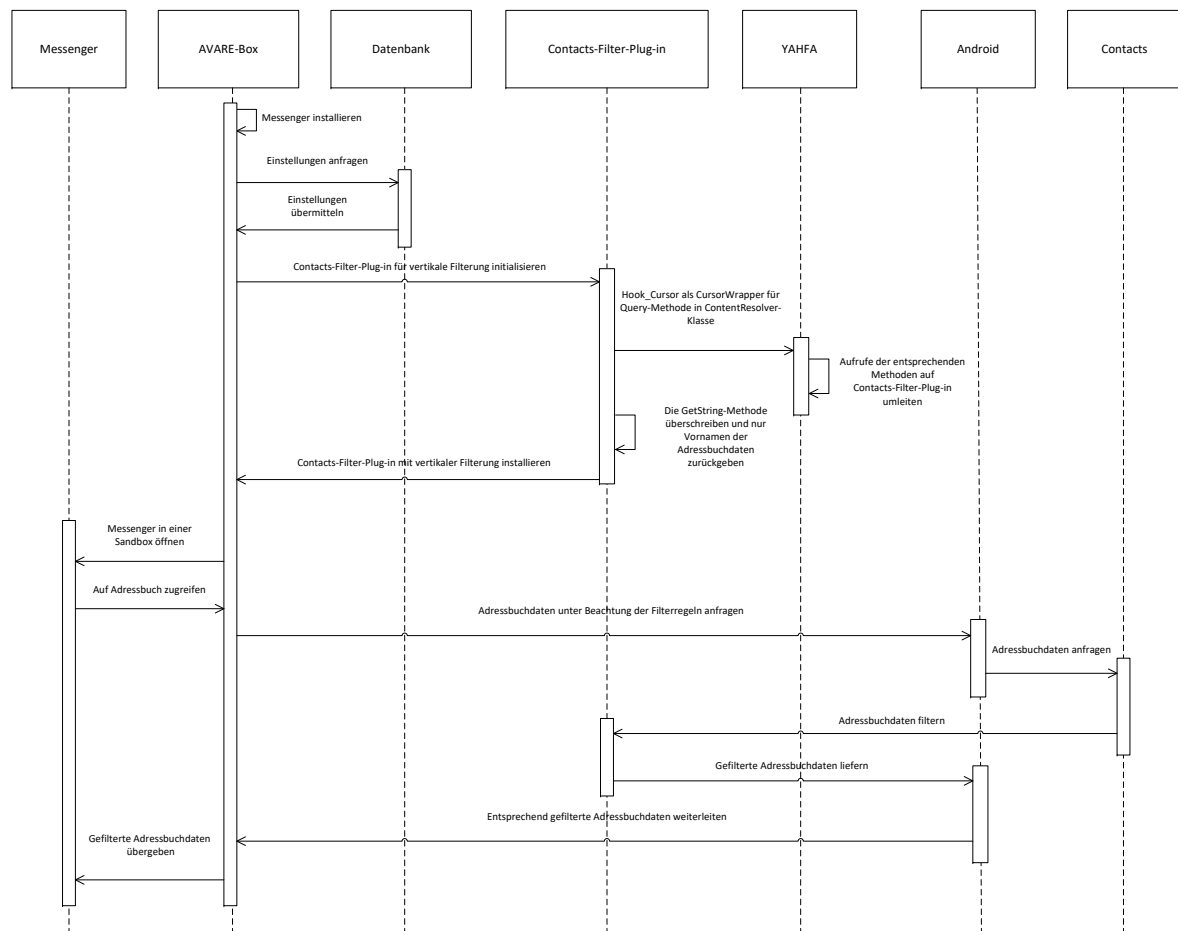 Messenger
AVARE-Box
Datenbank
Contacts-Filter-Plug-in
YAHFA
Android
Contacts
Messenger installieren
Einstellungen anfragen
Einstellungen
übermitteln
Contacts-Filter-Plug-in für vertikale Filterung initialisieren
Hook_Cursor als CursorWrapper für
Query-Methode in ContentResolver-
Klasse
Aufrufe der entsprechenden
Methoden auf
Contacts-Filter-Plug-in
umleiten
Die GetString-Methode
überschreiben und nur
Vornamen der
Adressbuchdaten
zurückgeben
Contacts-Filter-Plug-in mit vertikaler Filterung installieren
Messenger in einer
Sandbox öffnen
Auf Adressbuch zugreifen
Adressbuchdaten unter Beachtung der Filterregeln anfragen
Adressbuchdaten anfragen
Adressbuchdaten filtern
Gefilterte Adressbuchdaten liefern
Entsprechend gefilterte Adressbuchdaten weiterleiten
Gefilterte Adressbuchdaten
übergeben